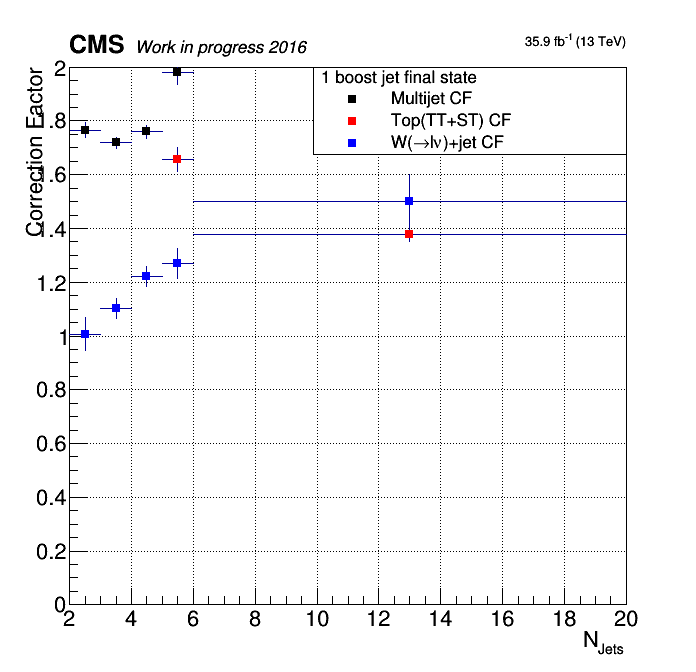 CMS Work in progress 2016
35.9 fb⁻¹ (13 TeV)
1 boost jet final state
Multijet CF
Top(TT+ST) CF
W(→lν)+jet CF
Correction Factor
2
1.8
1.6
1.4
1.2
1
0.8
0.6
0.4
0.2
0
2 4 6 8 10 12 14 16 18 20
N_Jets